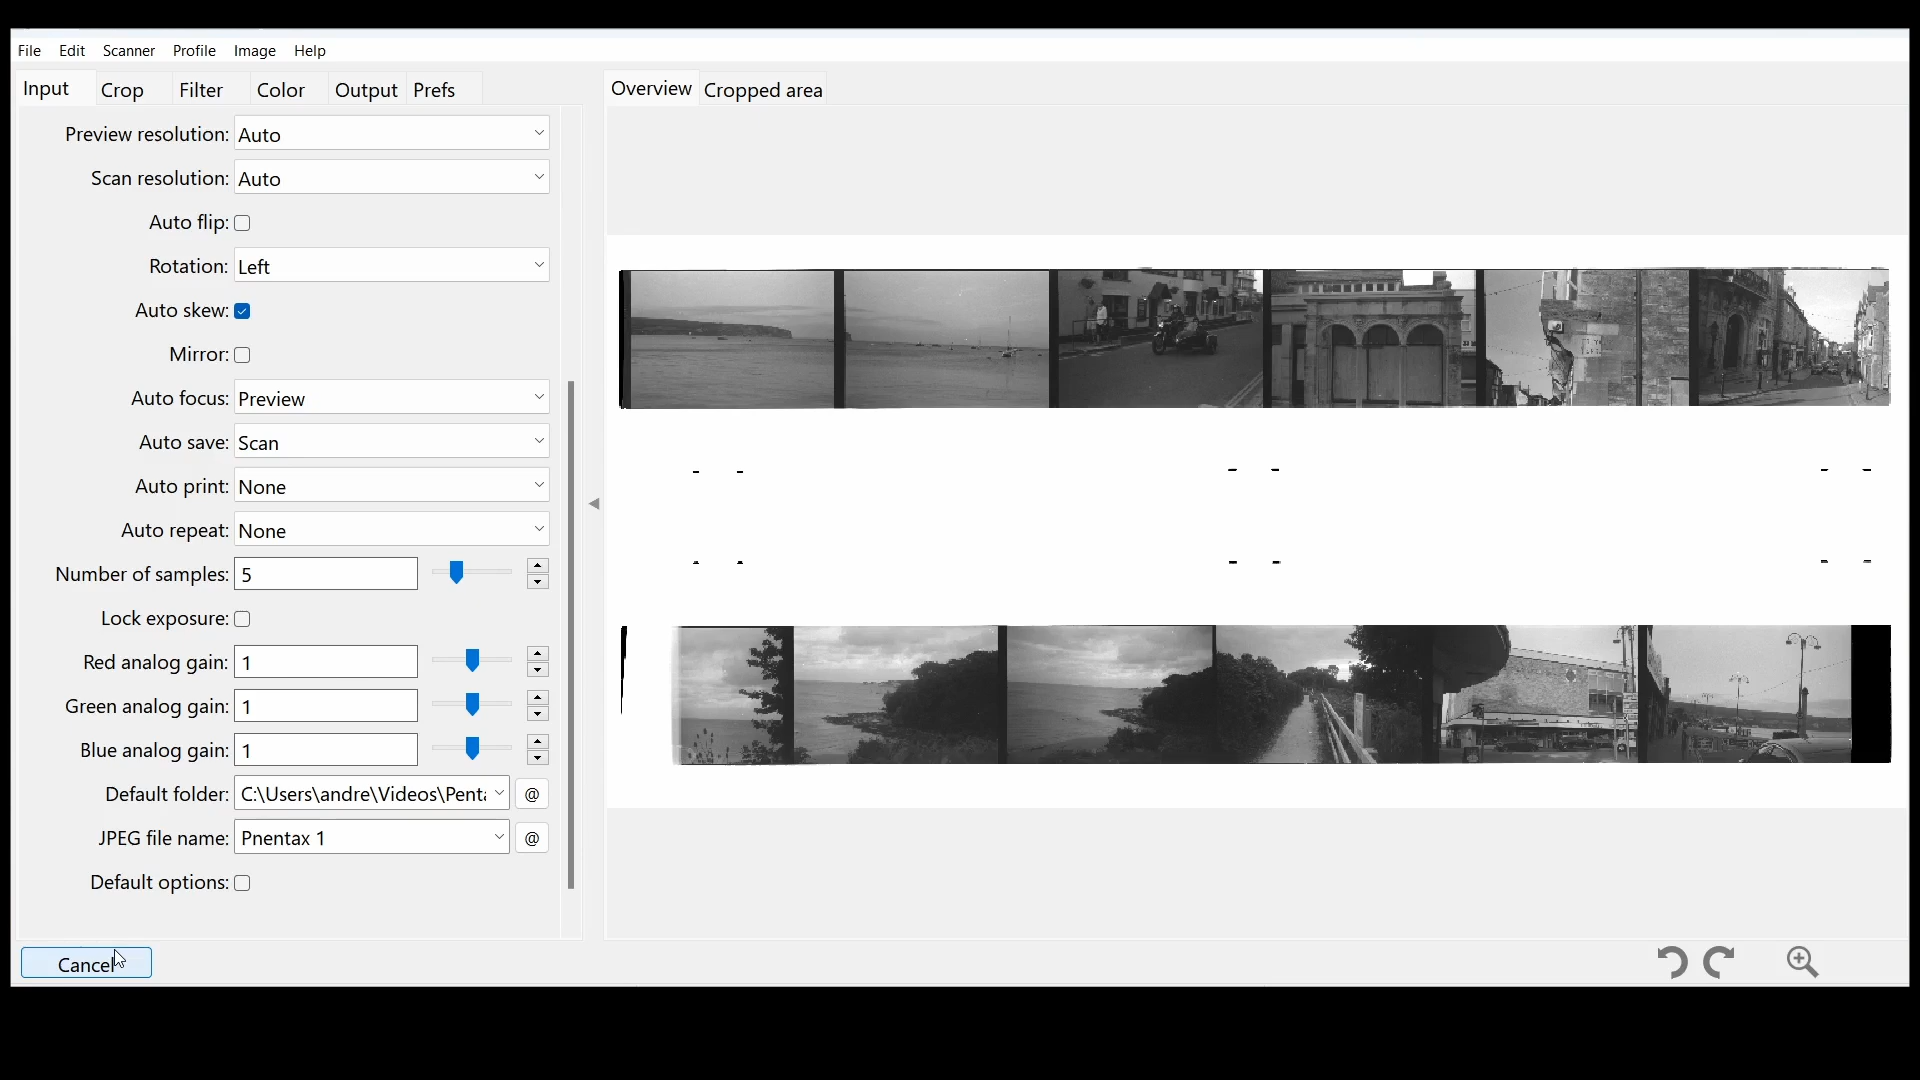 File Edit Scanner Profile Image Help
Input Crop Filter Color Output Prefs
Overview Cropped area
Preview resolution: Auto
Scan resolution: Auto
Auto flip:
Rotation: Left
Auto skew:
Mirror:
Auto focus: Preview
Auto save: Scan
Auto print: None
Auto repeat: None
Number of samples: 5
Lock exposure:
Red analog gain: 1
Green analog gain: 1
Blue analog gain: 1
Default folder: C:\Users\andre\Videos\Penta @
JPEG file name: Pnentax 1 @
Default options:
Cancel